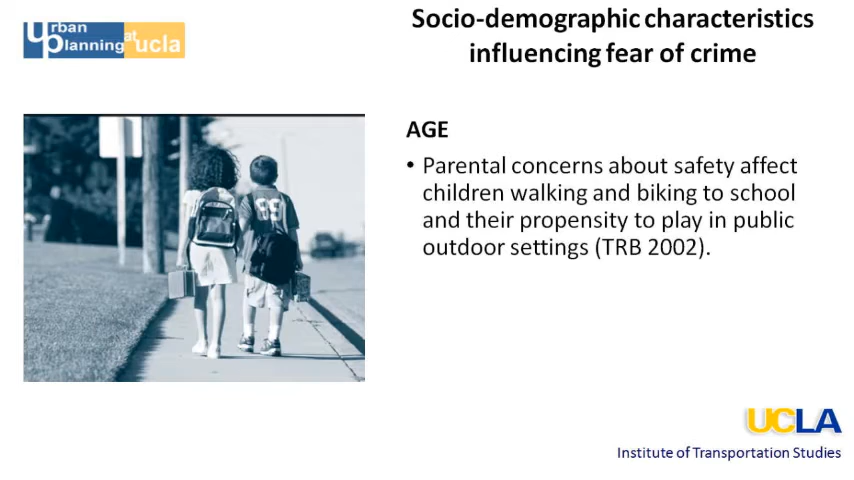 Urban
Planning at ucla
Socio-demographic characteristics
influencing fear of crime
89
AGE
• Parental concerns about safety affect
children walking and biking to school
and their propensity to play in public
outdoor settings (TRB 2002).
UCLA
Institute of Transportation Studies